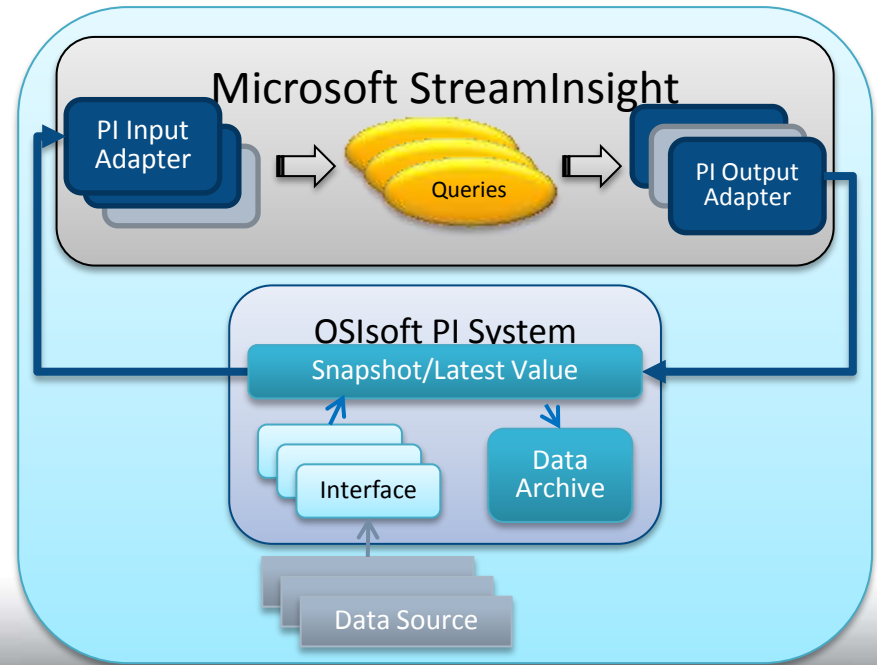 Microsoft StreamInsight
PI Input
Adapter
Queries
PI Output
Adapter
OSIsoft PI System
Snapshot/Latest Value
Interface
Data
Archive
Data Source